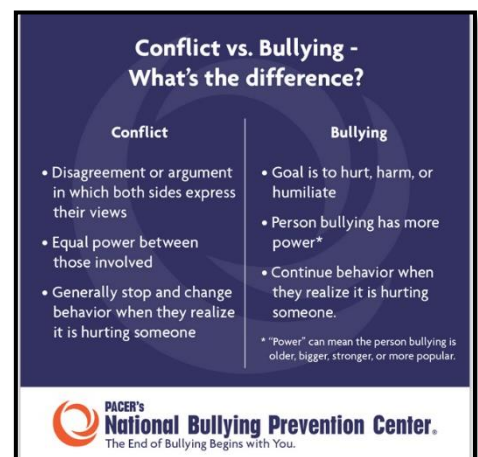 Conflict vs. Bullying -
What's the difference?
Conflict
• Disagreement or argument
in which both sides express
their views
• Equal power between
those involved
• Generally stop and change
behavior when they realize
it is hurting someone
Bullying
• Goal is to hurt, harm, or
humiliate
• Person bullying has more
power*
• Continue behavior when
they realize it is hurting
someone.
* “Power” can mean the person bullying is
older, bigger, stronger, or more popular.
PACER's
National Bullying Prevention Center®
The End of Bullying Begins with You.